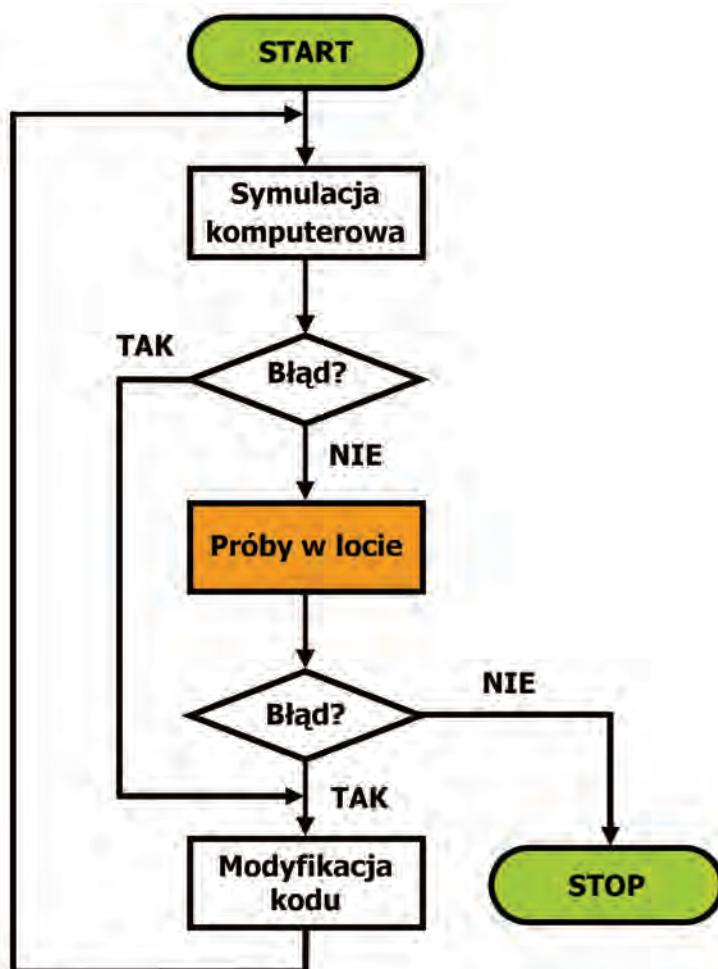 START
Symulacja
komputerowa
TAK
Błąd?
NIE
Próby w locie
NIE
Błąd?
TAK
Modyfikacja
kodu
STOP